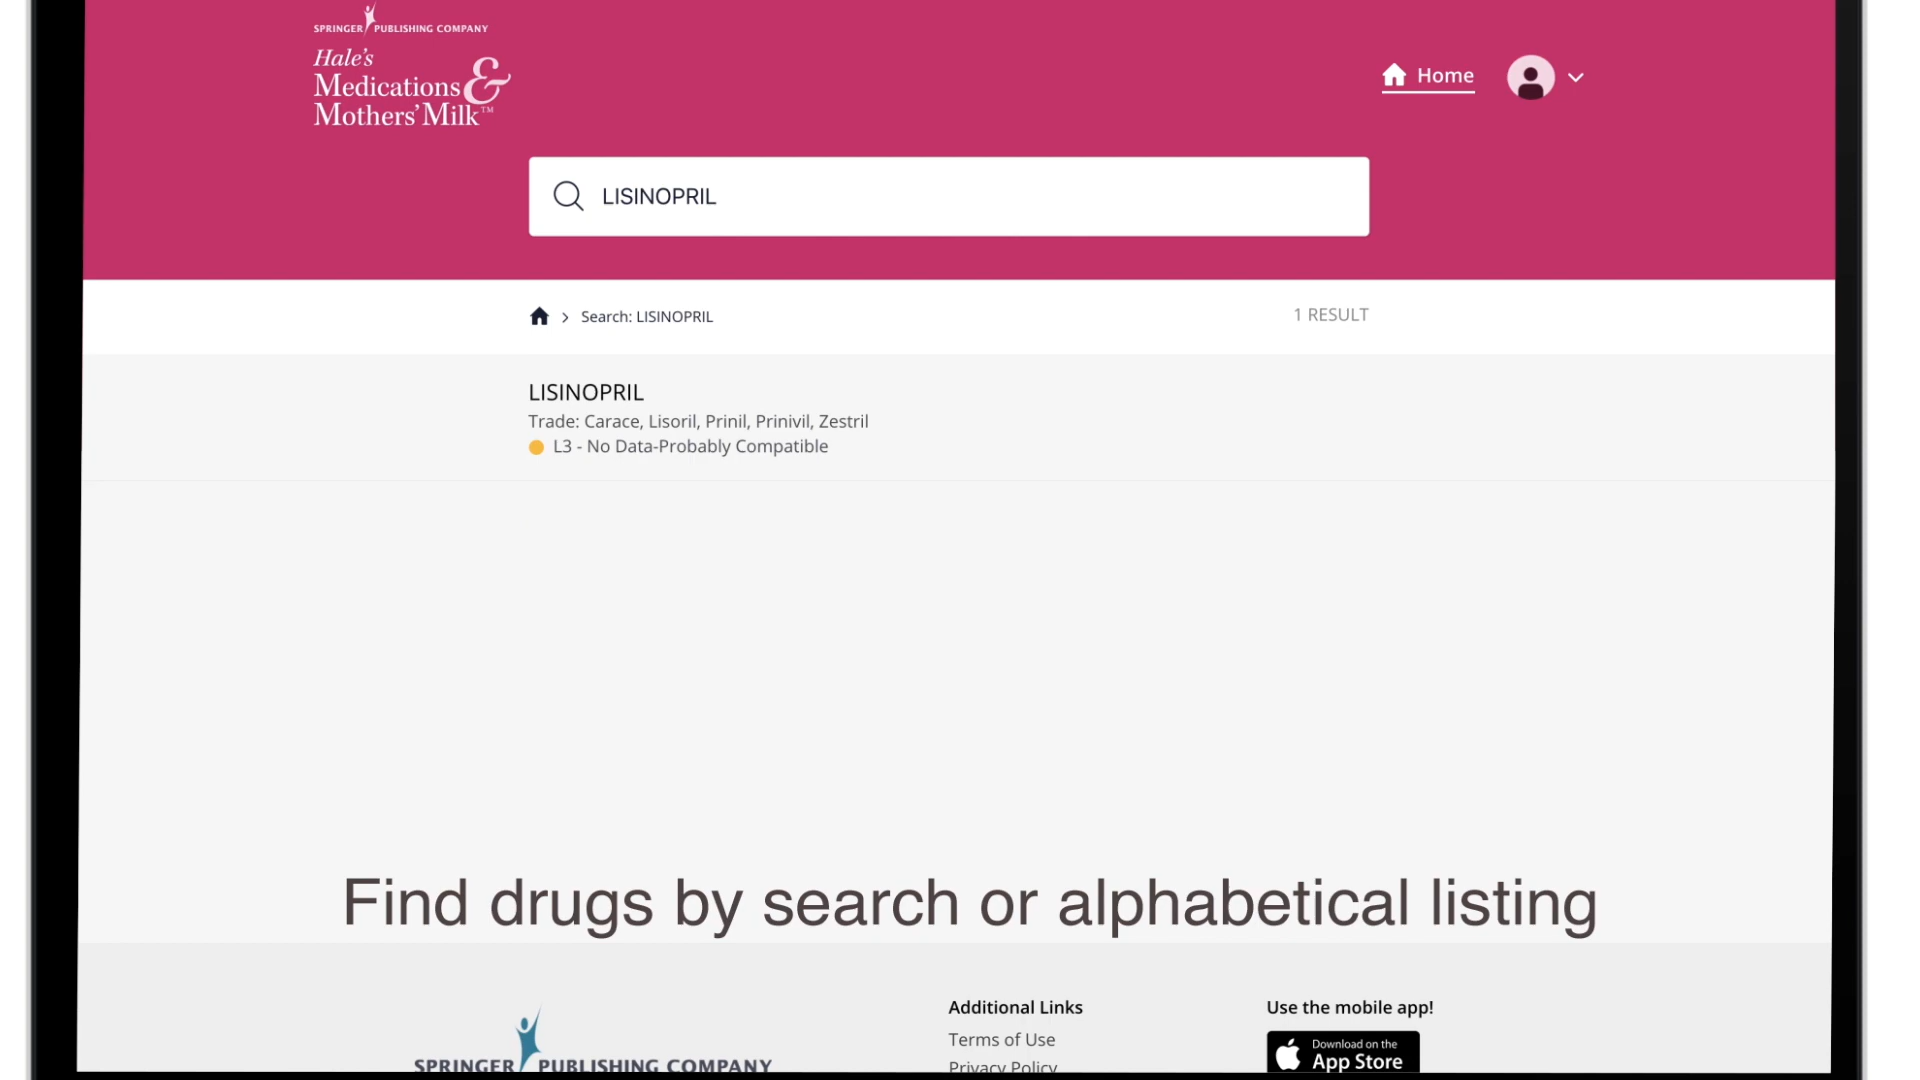 SPRINGER PUBLISHING COMPANY
Hale's
Medications &
Mothers' Milk™
Home
LISINOPRIL
Search: LISINOPRIL
1 RESULT
LISINOPRIL
Trade: Carace, Lisoril, Prinil, Prinivil, Zestril
L3 - No Data-Probably Compatible
Find drugs by search or alphabetical listing
SPRINGER PUBLISHING COMPANY
Additional Links
Terms of Use
Privacy Policy
Use the mobile app!
Download on the
App Store